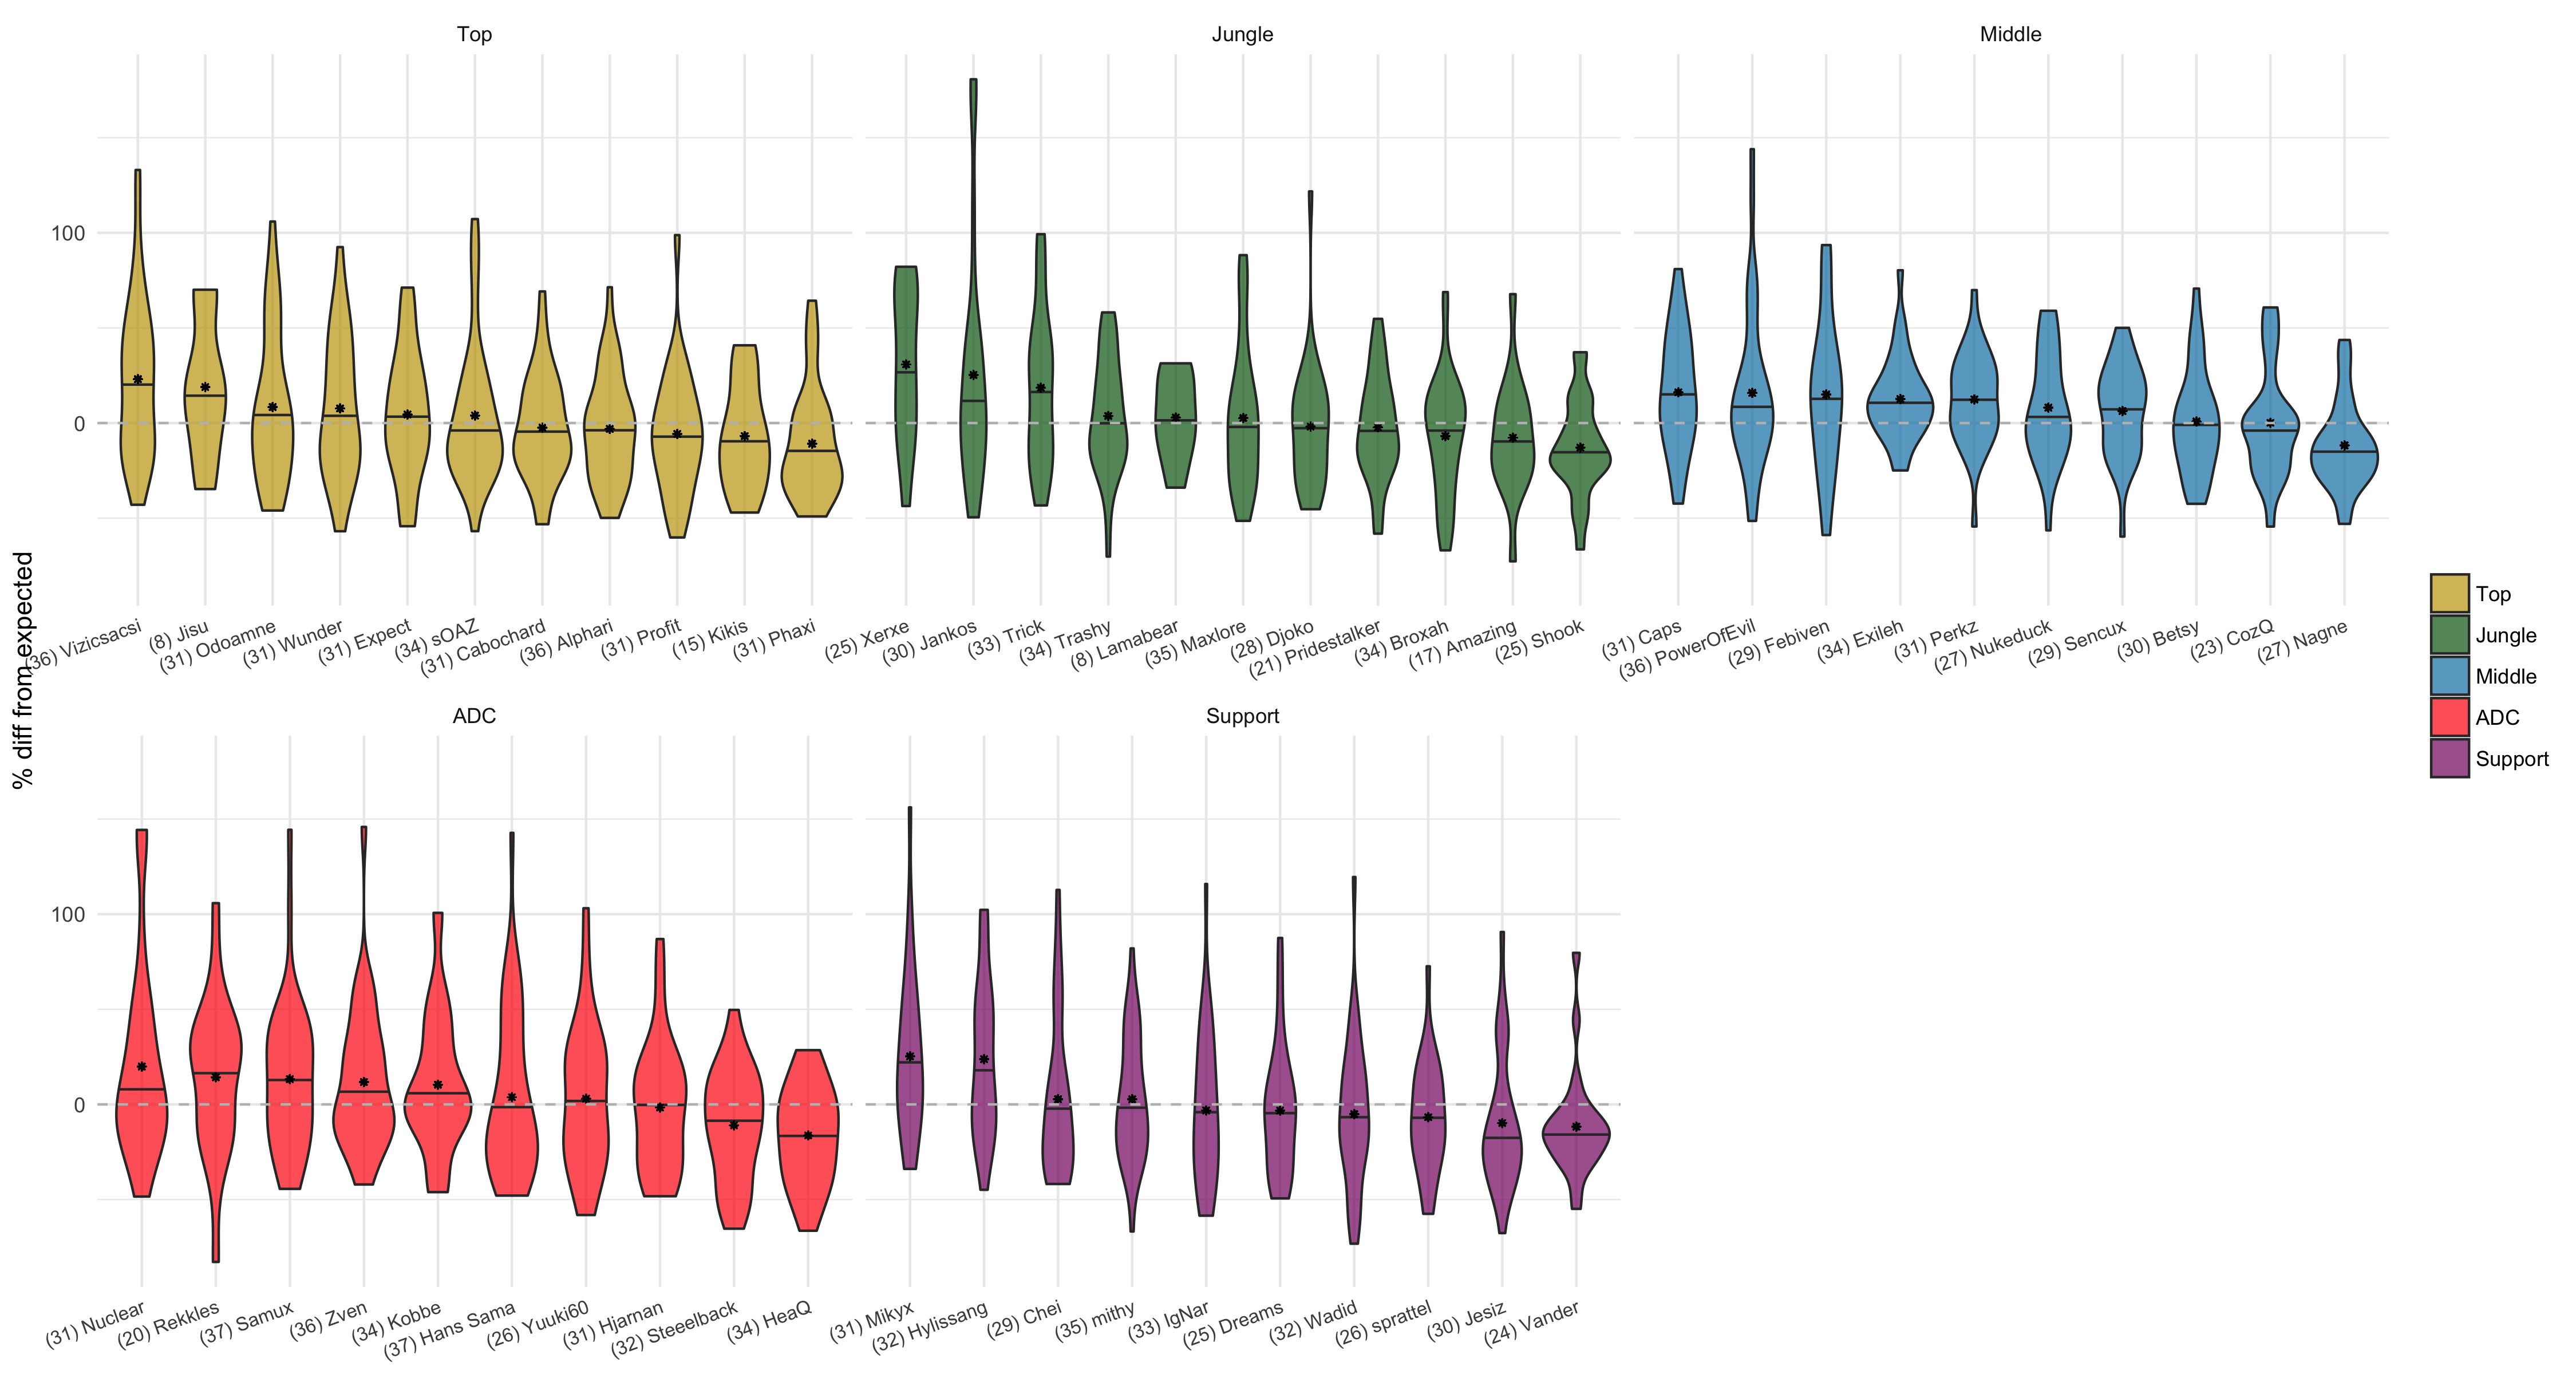 Top
Jungle
Middle
100
0
(36) Vizicsacsi
(8) Jisu
(31) Odoamne
(31) Wunder
(31) Expect
(34) sOAZ
(31) Cabochard
(36) Alphari
(31) Profit
(15) Kikis
(31) Phaxi
(25) Xerxe
(30) Jankos
(33) Trick
(34) Trashy
(8) Lamabear
(35) Maxlore
(28) Djoko
(21) Pridestalker
(34) Broxah
(17) Amazing
(25) Shook
(31) Caps
(36) PowerOfEvil
(29) Febiven
(34) Exileh
(31) Perkz
(27) Nukeduck
(29) Sencux
(30) Betsy
(23) CozQ
(27) Nagne
% diff from expected
ADC
Support
100
0
(31) Nuclear
(20) Rekkles
(37) Samux
(36) Zven
(34) Kobbe
(37) Hans Sama
(26) Yuuki60
(31) Hjarnan
(32) Steeelback
(34) HeaQ
(31) Mikyx
(32) Hylissang
(29) Chei
(35) mithy
(33) IgNar
(25) Dreams
(32) Wadid
(26) sprattel
(30) Jesiz
(24) Vander
Top
Jungle
Middle
ADC
Support